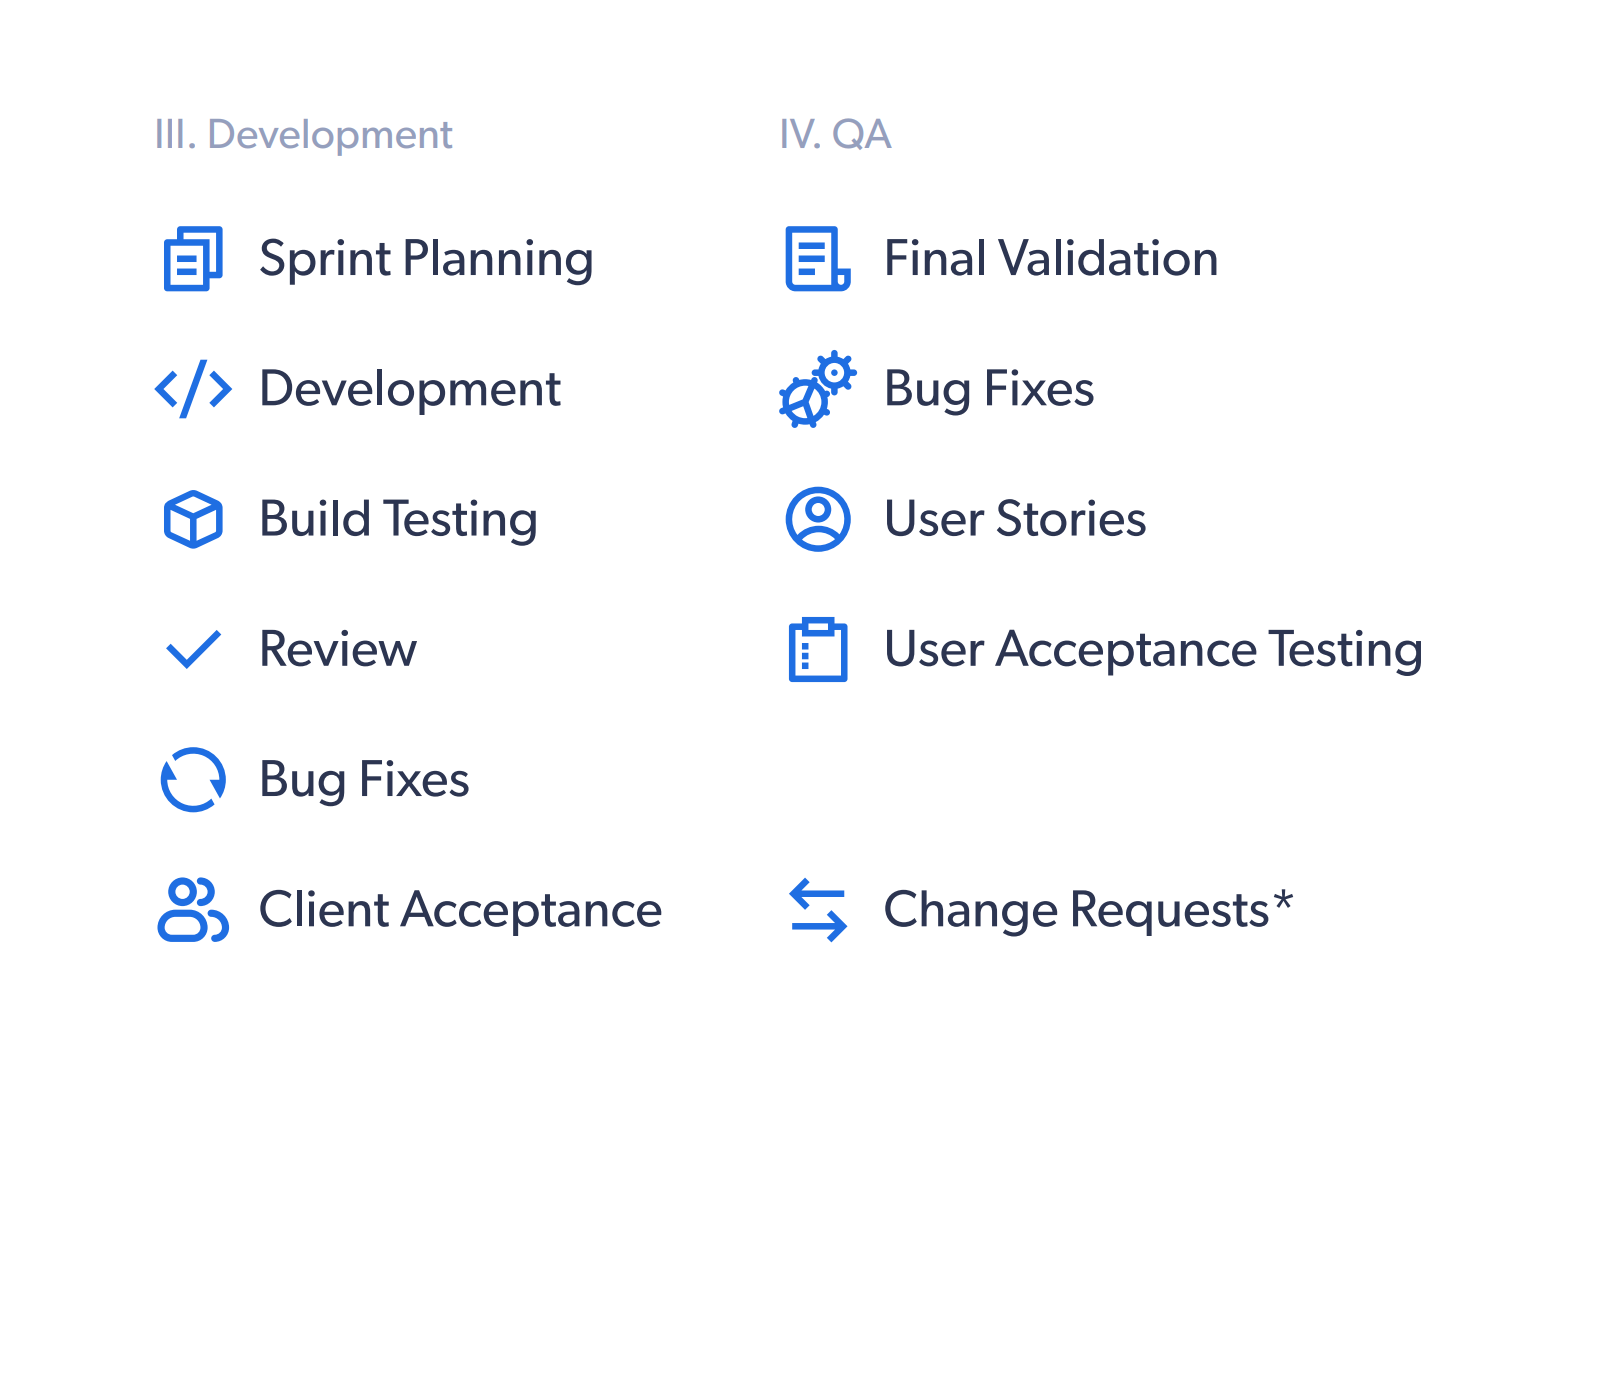 III. Development
Sprint Planning
Development
Build Testing
Review
Bug Fixes
Client Acceptance
IV. QA
Final Validation
Bug Fixes
User Stories
User Acceptance Testing
Change Requests*